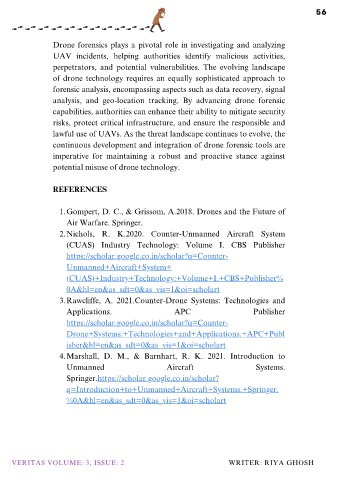 56
Drone forensics plays a pivotal role in investigating and analyzing
UAV incidents, helping authorities identify malicious activities,
perpetrators, and potential vulnerabilities. The evolving landscape
of drone technology requires an equally sophisticated approach to
forensic analysis, encompassing aspects such as data recovery, signal
analysis, and geo-location tracking. By advancing drone forensic
capabilities, authorities can enhance their ability to mitigate security
risks, protect critical infrastructure, and ensure the responsible and
lawful use of UAVs. As the threat landscape continues to evolve, the
continuous development and integration of drone forensic tools are
imperative for maintaining a robust and proactive stance against
potential misuse of drone technology.
REFERENCES
1. Gompert, D. C., & Grissom, A.2018. Drones and the Future of
Air Warfare. Springer.
2. Nichols, R. K.2020. Counter-Unmanned Aircraft System
(CUAS) Industry Technology: Volume I. CBS Publisher
https://scholar.google.co.in/scholar?q=Counter-
Unmanned+Aircraft+System+
(CUAS)+Industry+Technology:+Volume+I.+CBS+Publisher%
0A&hl=en&as_sdt=0&as_vis=1&oi=scholart
3. Rawcliffe, A. 2021.Counter-Drone Systems: Technologies and
Applications. APC Publisher
https://scholar.google.co.in/scholar?q=Counter-
Drone+Systems:+Technologies+and+Applications.+APC+Publ
isher&hl=en&as_sdt=0&as_vis=1&oi=scholart
4. Marshall, D. M., & Barnhart, R. K. 2021. Introduction to
Unmanned Aircraft Systems.
Springer.https://scholar.google.co.in/scholar?
q=Introduction+to+Unmanned+Aircraft+Systems.+Springer.
%0A&hl=en&as_sdt=0&as_vis=1&oi=scholart
VERITAS VOLUME: 3, ISSUE: 2 WRITER: RIYA GHOSH